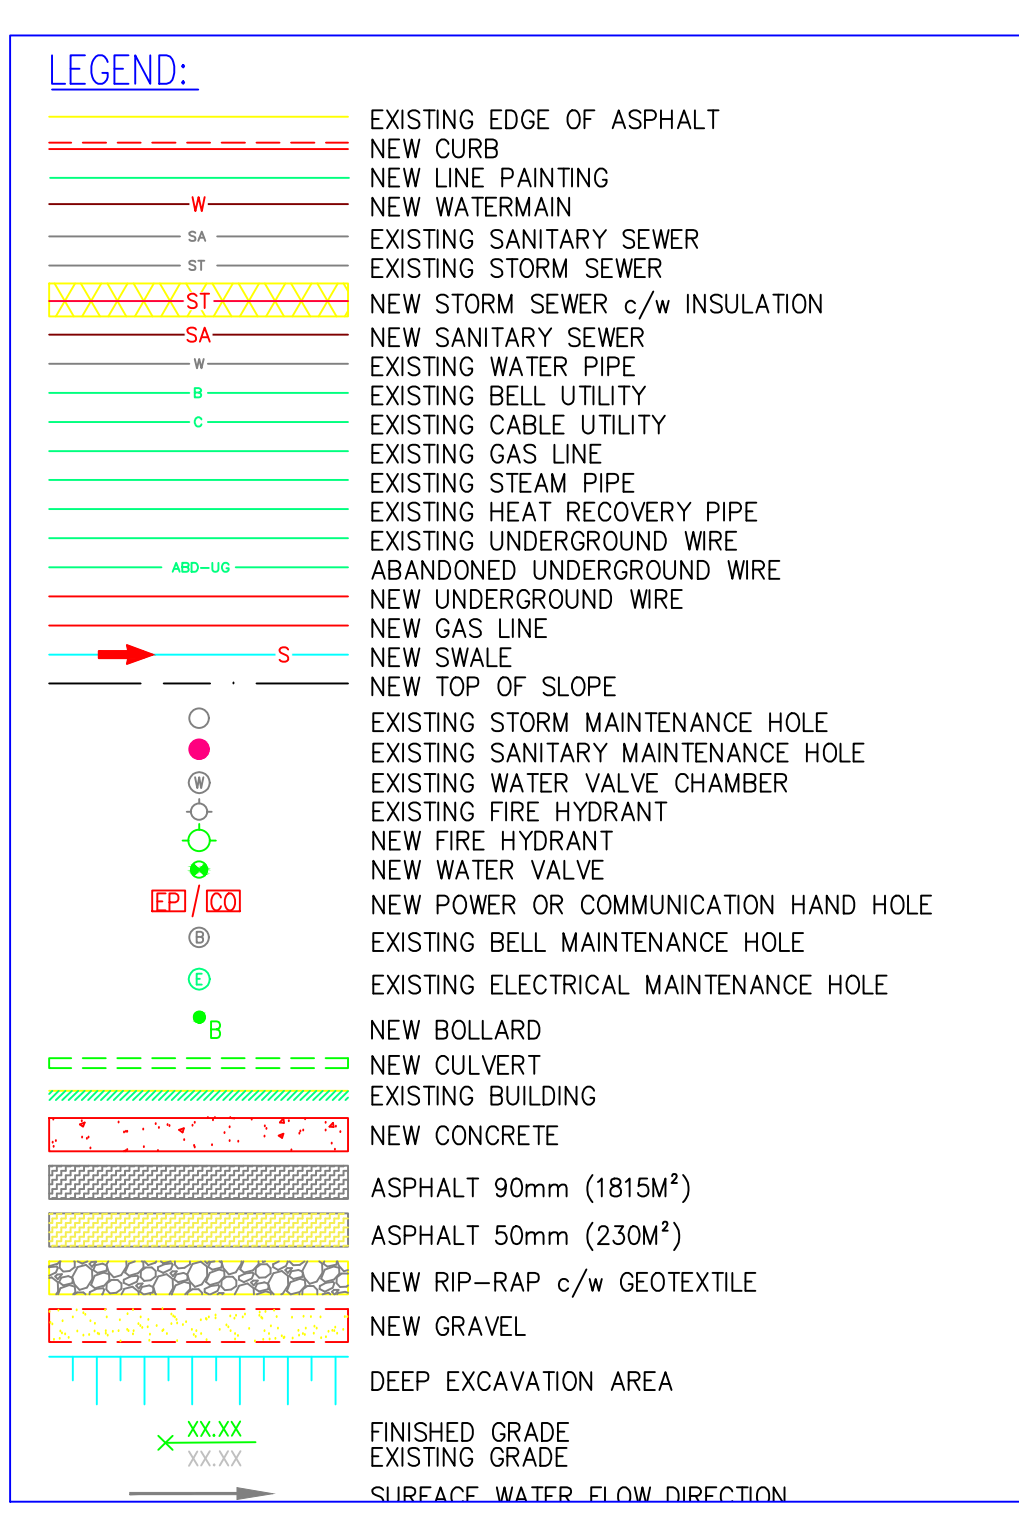 LEGEND:
EXISTING EDGE OF ASPHALT
NEW CURB
NEW LINE PAINTING
W NEW WATERMAIN
SA EXISTING SANITARY SEWER
ST EXISTING STORM SEWER
ST NEW STORM SEWER c/w INSULATION
SA NEW SANITARY SEWER
W EXISTING WATER PIPE
B EXISTING BELL UTILITY
C EXISTING CABLE UTILITY
EXISTING GAS LINE
EXISTING STEAM PIPE
EXISTING HEAT RECOVERY PIPE
EXISTING UNDERGROUND WIRE
ABD-UG ABANDONED UNDERGROUND WIRE
NEW UNDERGROUND WIRE
NEW GAS LINE
S NEW SWALE
NEW TOP OF SLOPE
EXISTING STORM MAINTENANCE HOLE
EXISTING SANITARY MAINTENANCE HOLE
W EXISTING WATER VALVE CHAMBER
EXISTING FIRE HYDRANT
NEW FIRE HYDRANT
NEW WATER VALVE
EP / CO NEW POWER OR COMMUNICATION HAND HOLE
B EXISTING BELL MAINTENANCE HOLE
E EXISTING ELECTRICAL MAINTENANCE HOLE
B NEW BOLLARD
NEW CULVERT
EXISTING BUILDING
NEW CONCRETE
ASPHALT 90mm (1815M²)
ASPHALT 50mm (230M²)
NEW RIP-RAP c/w GEOTEXTILE
NEW GRAVEL
DEEP EXCAVATION AREA
XX.XX FINISHED GRADE
XX.XX EXISTING GRADE
SURFACE WATER FLOW DIRECTION